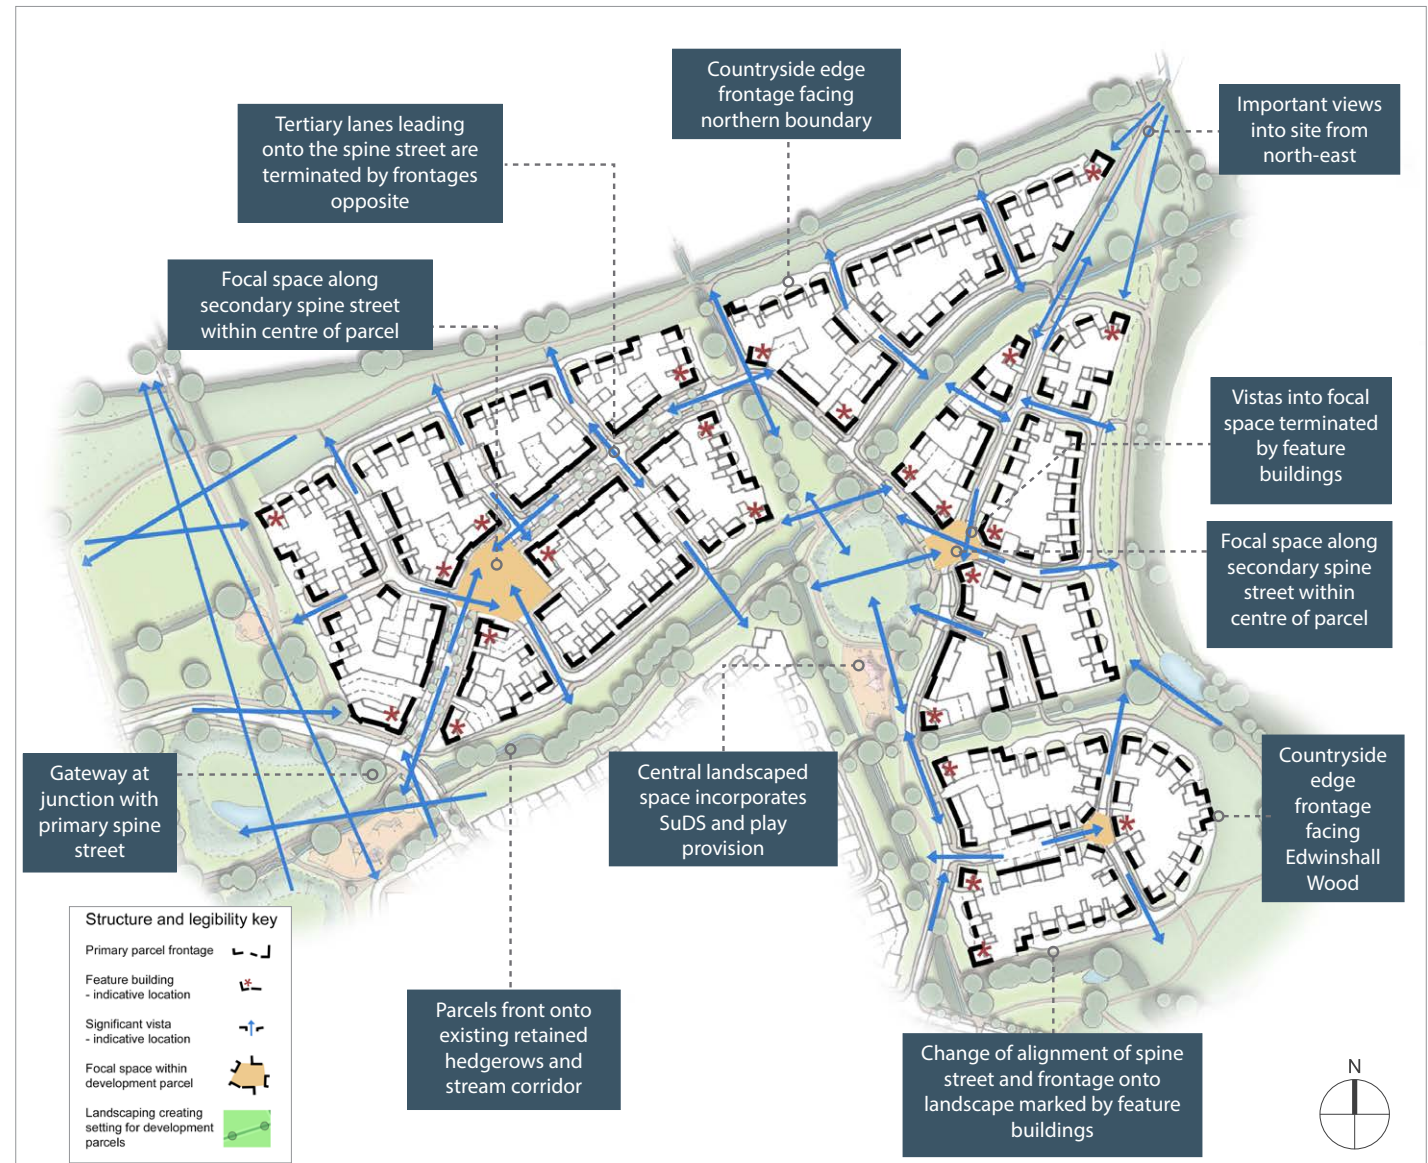 Countryside edge
frontage facing
northern boundary
Important views
into site from
north-east
Tertiary lanes leading
onto the spine street are
terminated by frontages
opposite
Focal space along
secondary spine street
within centre of parcel
Vistas into focal
space terminated
by feature
buildings
Focal space along
secondary spine
street within
centre of parcel
Gateway at
junction with
primary spine
street
Central landscaped
space incorporates
SuDS and play
provision
Countryside
edge
frontage
facing
Edwinshall
Wood
Parcels front onto
existing retained
hedgerows and
stream corridor
Change of alignment of spine
street and frontage onto
landscape marked by feature
buildings
Structure and legibility key
Primary parcel frontage
Feature building
- indicative location
Significant vista
- indicative location
Focal space within
development parcel
Landscaping creating
setting for development
parcels
N